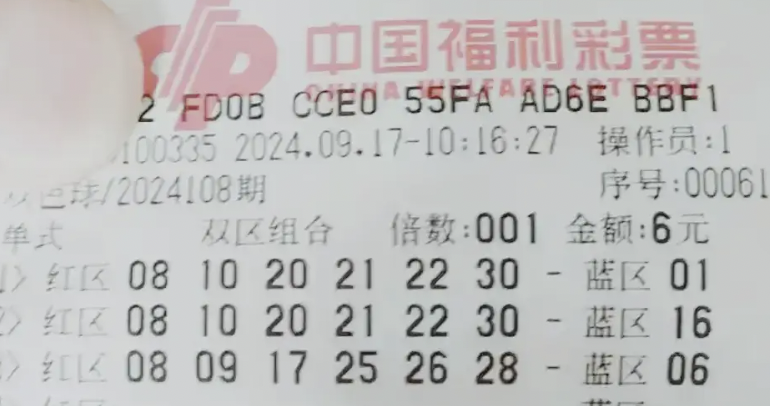 中国福利彩票
CHINA WELFARE LOTTERY
2 FD0B CCE0 55FA AD6E BBF1
100335 2024.09.17-10:16:27 操作员:1
双色球/2024108期 序号:00061
单式 双区组合 倍数:001 金额:6元
1> 红区 08 10 20 21 22 30 - 蓝区 01
2> 红区 08 10 20 21 22 30 - 蓝区 16
3> 红区 08 09 17 25 26 28 - 蓝区 06